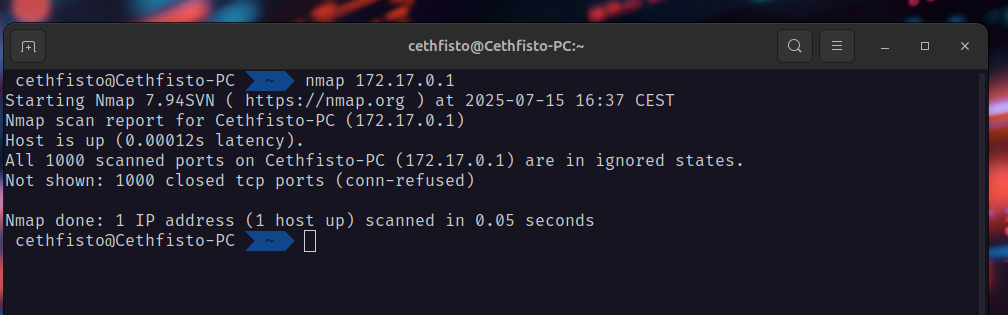 cethfisto@Cethfisto-PC:~
cethfisto@Cethfisto-PC ~ nmap 172.17.0.1
Starting Nmap 7.94SVN ( https://nmap.org ) at 2025-07-15 16:37 CEST
Nmap scan report for Cethfisto-PC (172.17.0.1)
Host is up (0.00012s latency).
All 1000 scanned ports on Cethfisto-PC (172.17.0.1) are in ignored states.
Not shown: 1000 closed tcp ports (conn-refused)
Nmap done: 1 IP address (1 host up) scanned in 0.05 seconds
cethfisto@Cethfisto-PC ~